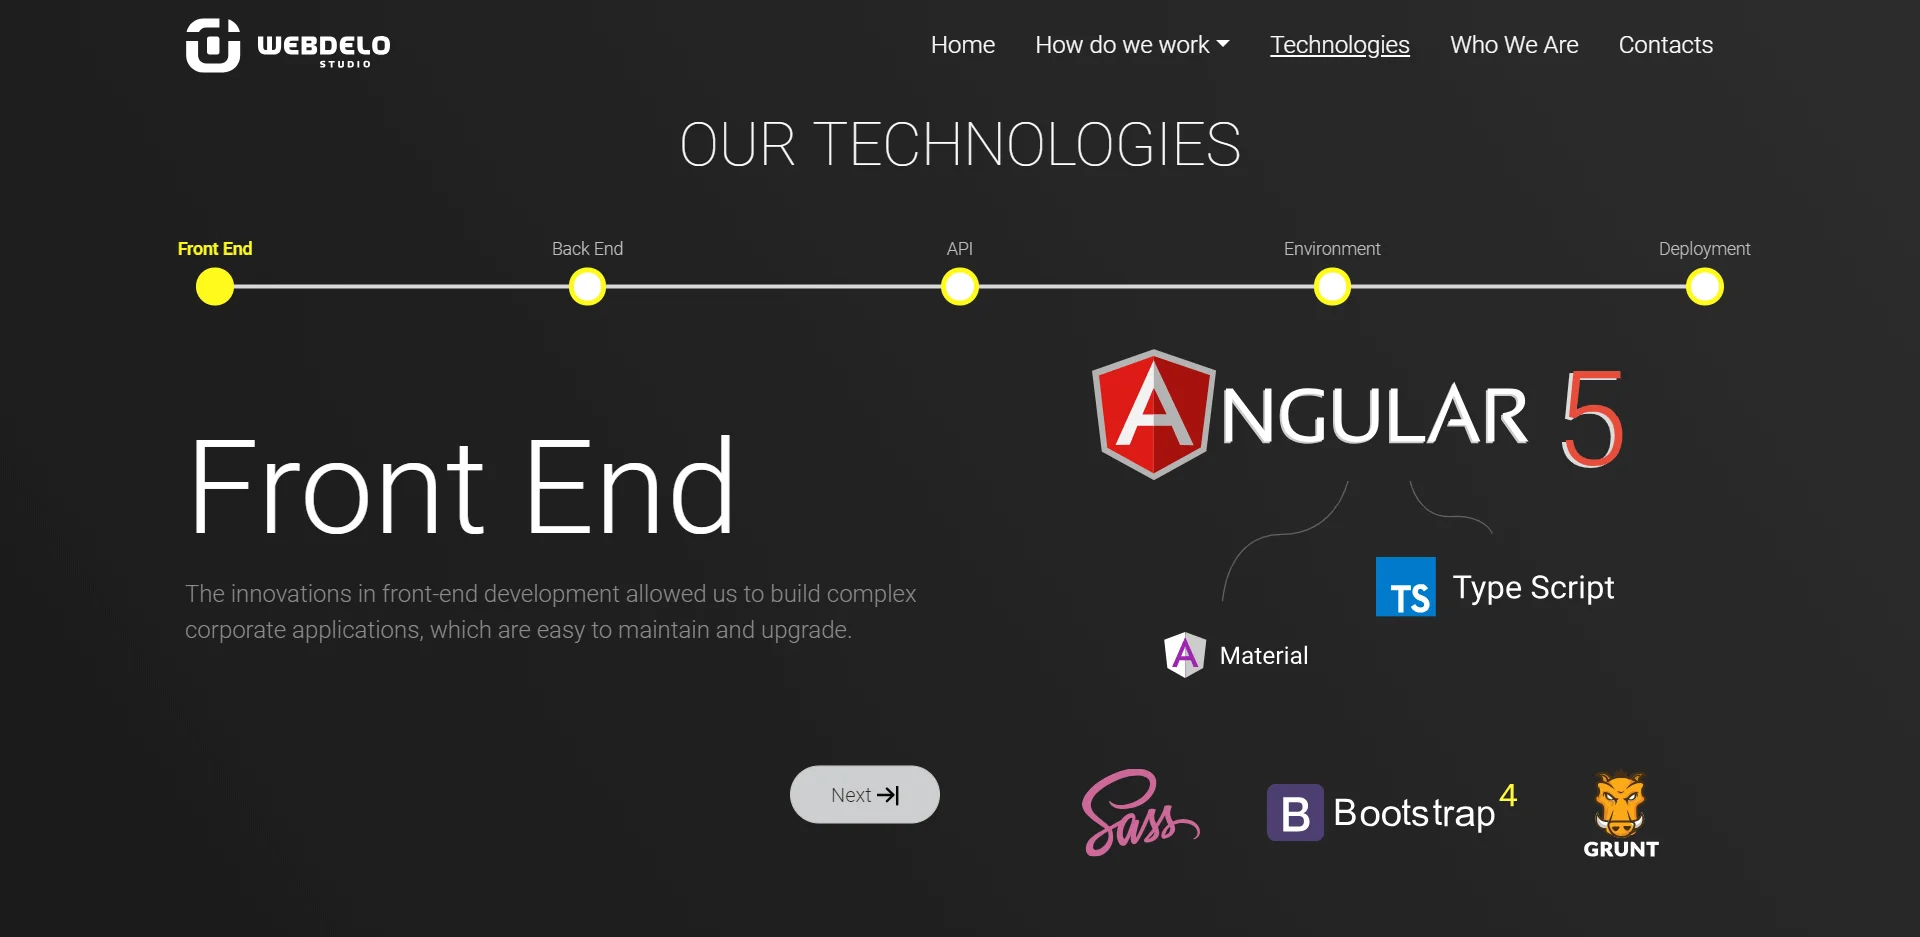 WEBDELO
STUDIO
Home How do we work Technologies Who We Are Contacts
OUR TECHNOLOGIES
Front End Back End API Environment Deployment
ANGULAR 5
Front End
The innovations in front-end development allowed us to build complex
corporate applications, which are easy to maintain and upgrade.
TS Type Script
A Material
Next
Sass
B Bootstrap 4
GRUNT